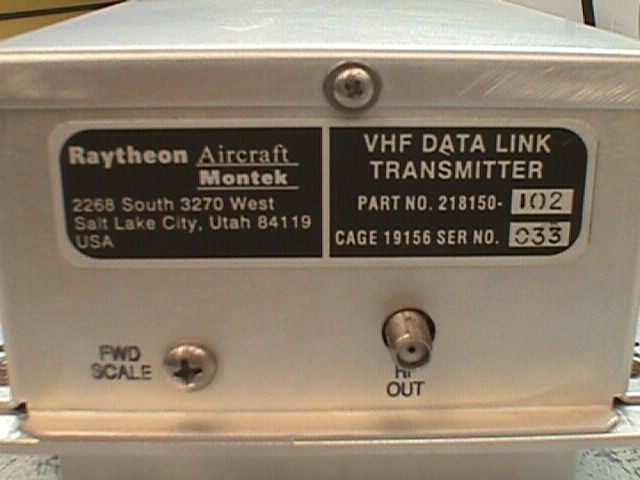 Raytheon Aircraft
Montek
2268 South 3270 West
Salt Lake City, Utah 84119
USA
VHF DATA LINK
TRANSMITTER
PART NO. 218150- 102
CAGE 19156 SER NO. 033
FWD
SCALE
RF
OUT